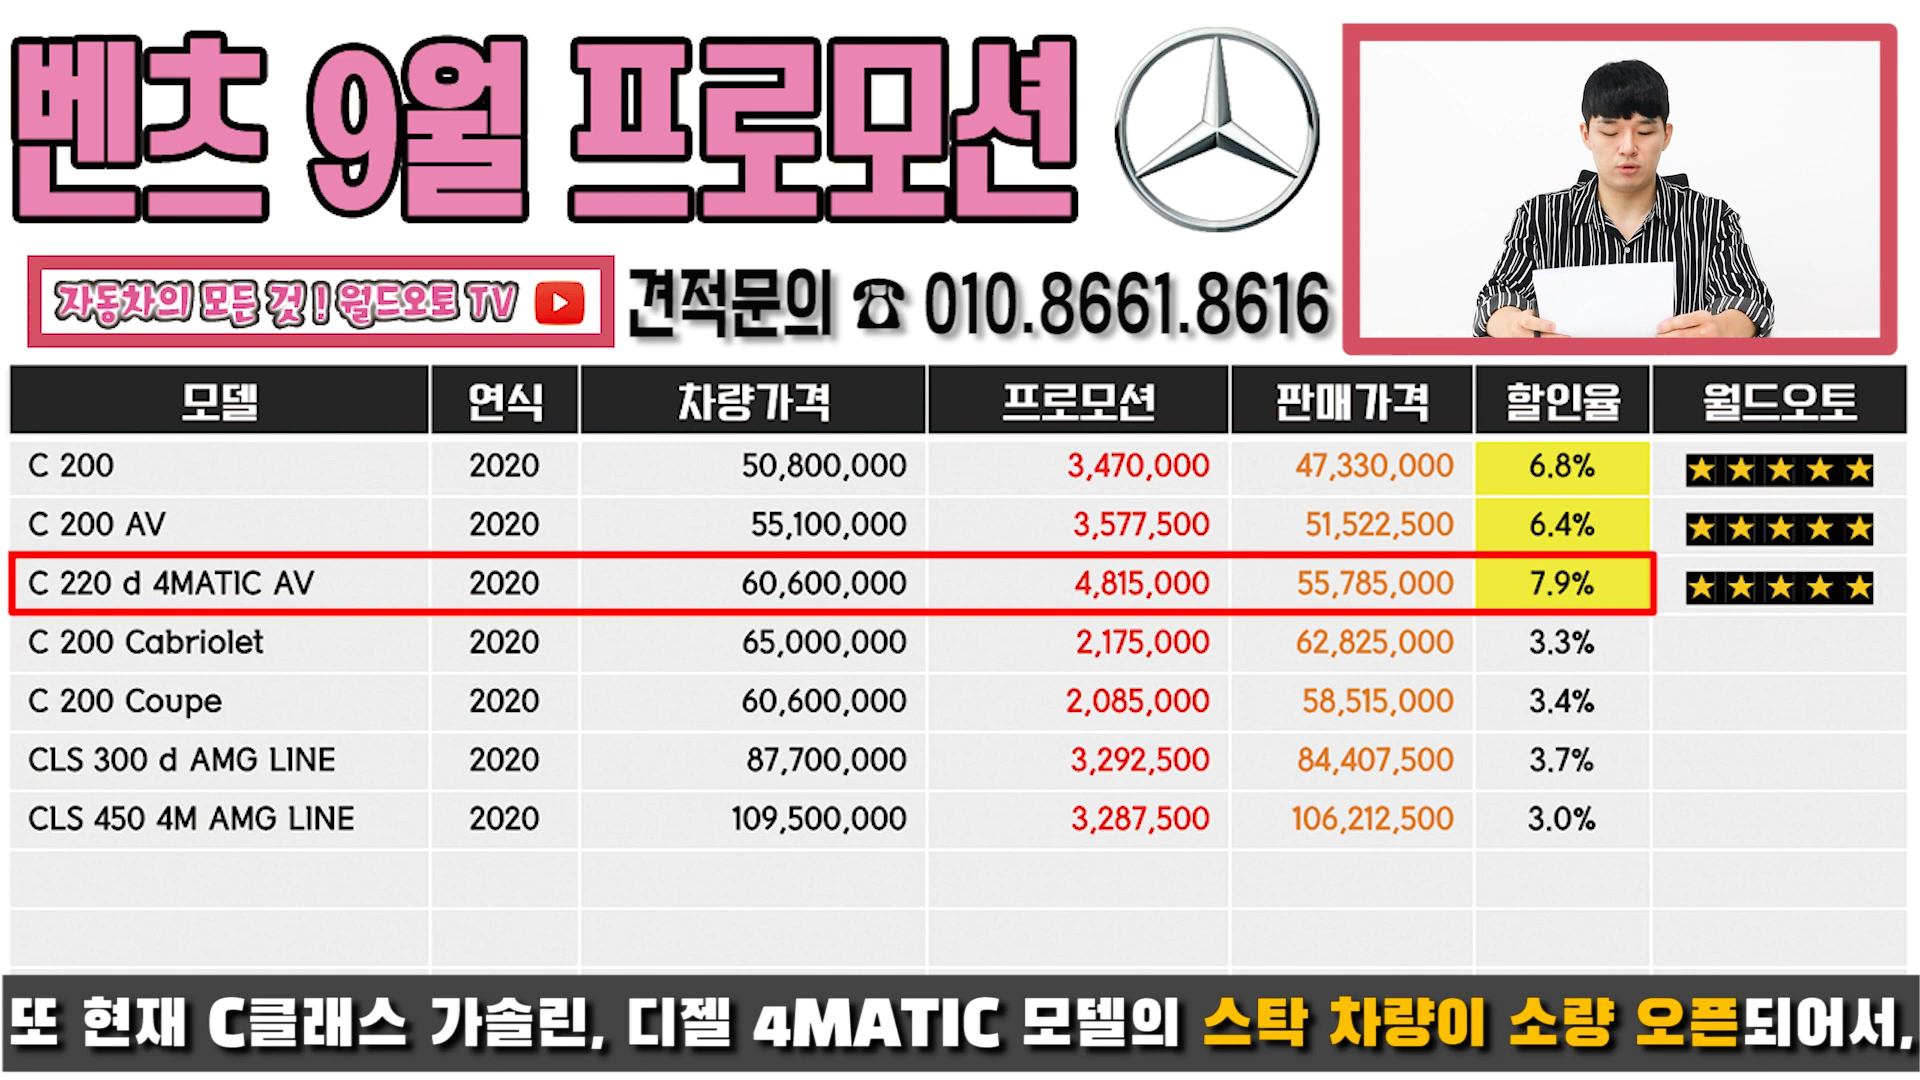 벤츠 9월 프로모션
자동차의 모든 것 ! 월드오토 TV
견적문의 ☎ 010.8661.8616
모델 연식 차량가격 프로모션 판매가격 할인율 월드오토
C 200 2020 50,800,000 3,470,000 47,330,000 6.8% ★★★★★
C 200 AV 2020 55,100,000 3,577,500 51,522,500 6.4% ★★★★★
C 220 d 4MATIC AV 2020 60,600,000 4,815,000 55,785,000 7.9% ★★★★★
C 200 Cabriolet 2020 65,000,000 2,175,000 62,825,000 3.3%
C 200 Coupe 2020 60,600,000 2,085,000 58,515,000 3.4%
CLS 300 d AMG LINE 2020 87,700,000 3,292,500 84,407,500 3.7%
CLS 450 4M AMG LINE 2020 109,500,000 3,287,500 106,212,500 3.0%
또 현재 C클래스 가솔린, 디젤 4MATIC 모델의 스탁 차량이 소량 오픈되어서,